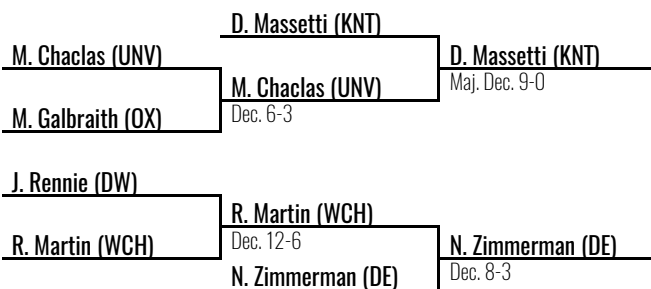 D. Massetti (KNT)
M. Chaclas (UNV)
D. Massetti (KNT)
Maj. Dec. 9-0
M. Chaclas (UNV)
Dec. 6-3
M. Galbraith (OX)
J. Rennie (DW)
R. Martin (WCH)
Dec. 12-6
R. Martin (WCH)
N. Zimmerman (DE)
Dec. 8-3
N. Zimmerman (DE)